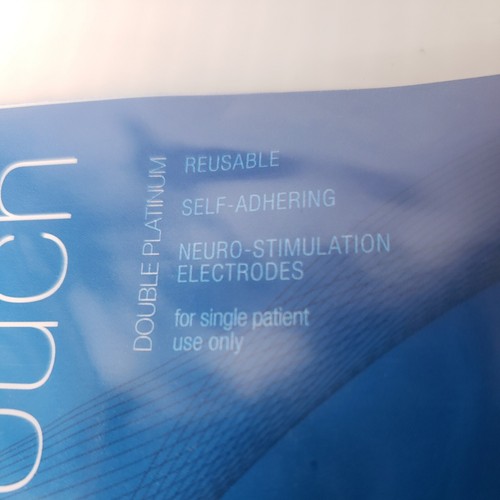 ouch
DOUBLE PLATINUM
REUSABLE
SELF-ADHERING
NEURO-STIMULATION
ELECTRODES
for single patient
use only